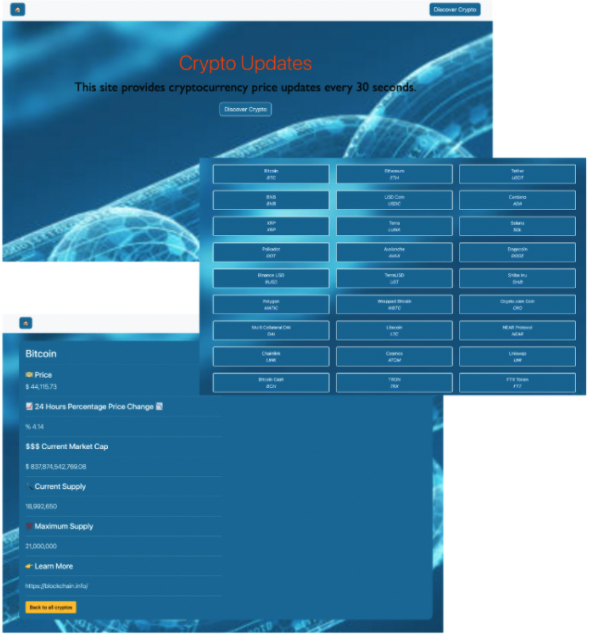 Discover Crypto
Crypto Updates
This site provides cryptocurrency price updates every 30 seconds.
Discover Crypto
Bitcoin
BTC
Ethereum
ETH
Tether
USDT
BNB
BNB
USD Coin
USDC
Cardano
ADA
XRP
XRP
Terra
LUNA
Solana
SOL
Polkadot
DOT
Avalanche
AVAX
Dogecoin
DOGE
Binance USD
BUSD
TerraUSD
UST
Shiba Inu
SHIB
Polygon
MATIC
Wrapped Bitcoin
WBTC
Crypto.com Coin
CRO
Multi Collateral DAI
DAI
Litecoin
LTC
NEAR Protocol
NEAR
Chainlink
LINK
Cosmos
ATOM
Uniswap
UNI
Bitcoin Cash
BCH
TRON
TRX
FTX Token
FTT
Bitcoin
Price
$ 44,115.73
24 Hours Percentage Price Change
% 4.14
$$$ Current Market Cap
$ 837,874,542,769.08
Current Supply
18,992,650
Maximum Supply
21,000,000
Learn More
https://blockchain.info/
Back to all cryptos